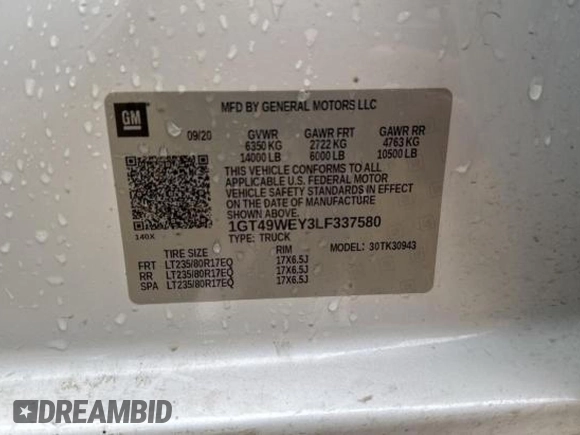 GM
MFD BY GENERAL MOTORS LLC
09/20 GVWR GAWR FRT GAWR RR
6350 KG 2722 KG 4763 KG
14000 LB 6000 LB 10500 LB
THIS VEHICLE CONFORMS TO ALL
APPLICABLE U.S. FEDERAL MOTOR
VEHICLE SAFETY STANDARDS IN EFFECT
ON THE DATE OF MANUFACTURE
SHOWN ABOVE.
1GT49WEY3LF337580
140X TYPE: TRUCK MODEL: 30TK30943
TIRE SIZE RIM
FRT LT235/80R17EQ 17X6.5J
RR LT235/80R17EQ 17X6.5J
SPA LT235/80R17EQ 17X6.5J
DREAMBID